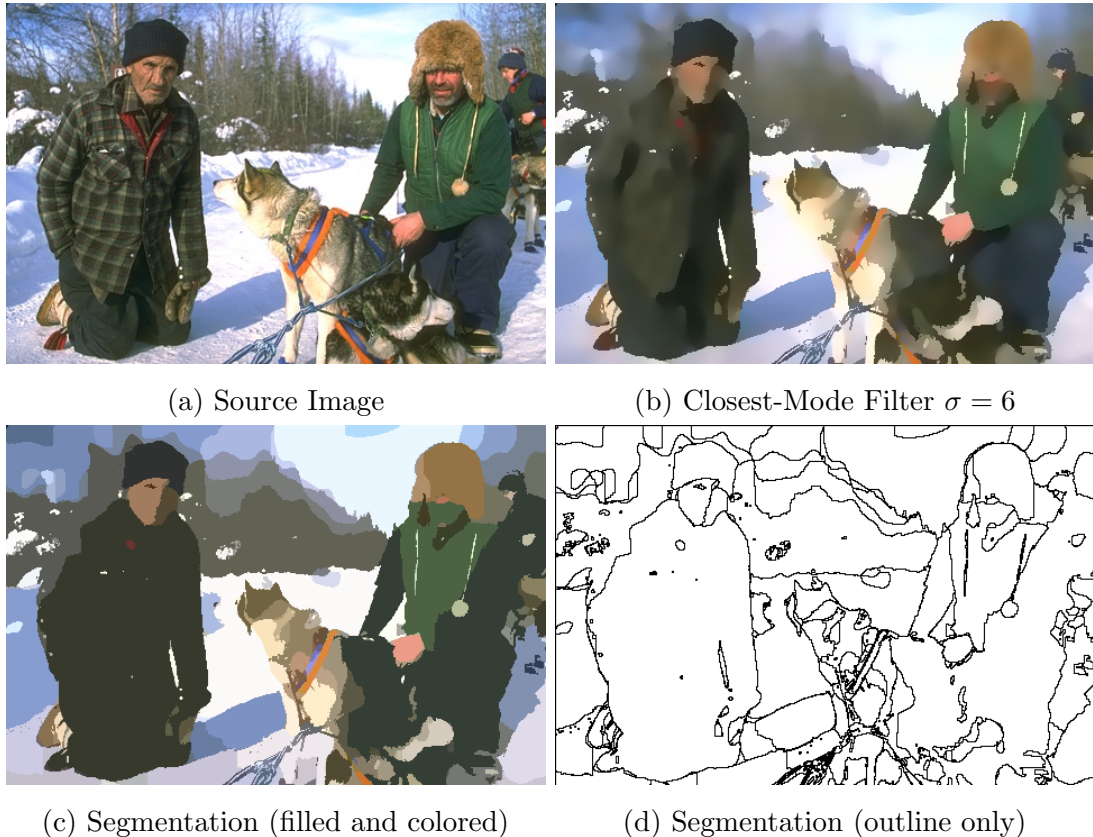 (a) Source Image
(b) Closest-Mode Filter σ = 6
(c) Segmentation (filled and colored)
(d) Segmentation (outline only)